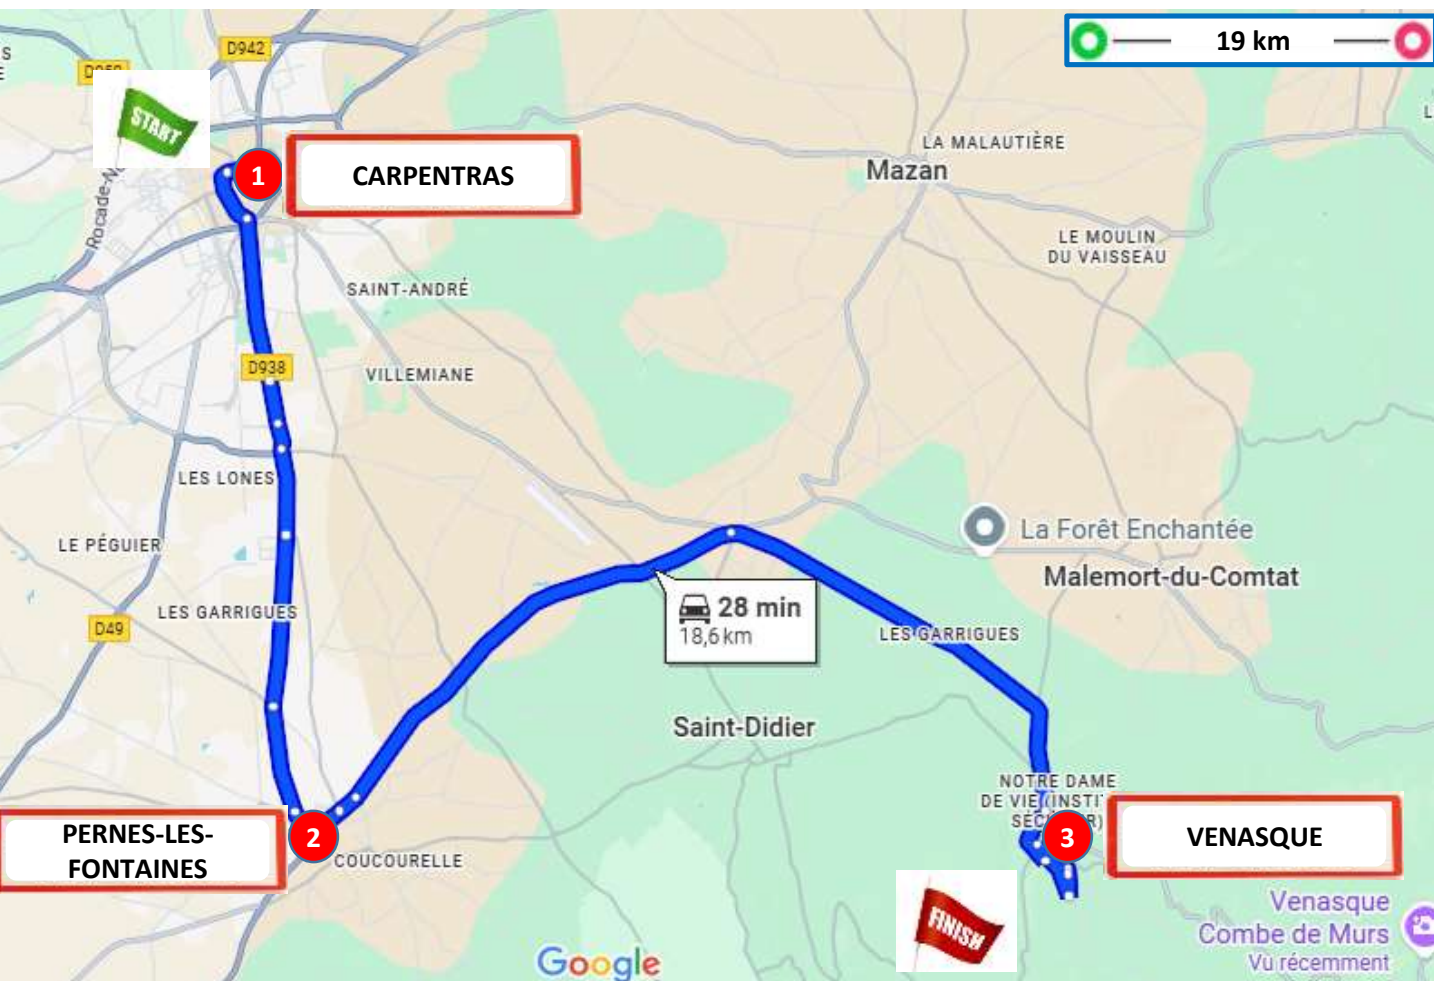 D942
19 km
START
1
CARPENTRAS
LA MALAUTIÈRE
Mazan
LE MOULIN
DU VAISSEAU
SAINT-ANDRÉ
D938
VILLEMIANE
LES LONES
LE PÉGUIER
La Forêt Enchantée
Malemort-du-Comtat
LES GARRIGUES
D49
28 min
18,6 km
LES GARRIGUES
Saint-Didier
NOTRE DAME
DE VIE (INSTI
PERNES-LES-
FONTAINES
2
COUCOURELLE
3
VENASQUE
FINISH
Venasque
Combe de Murs
Vu récemment
Google